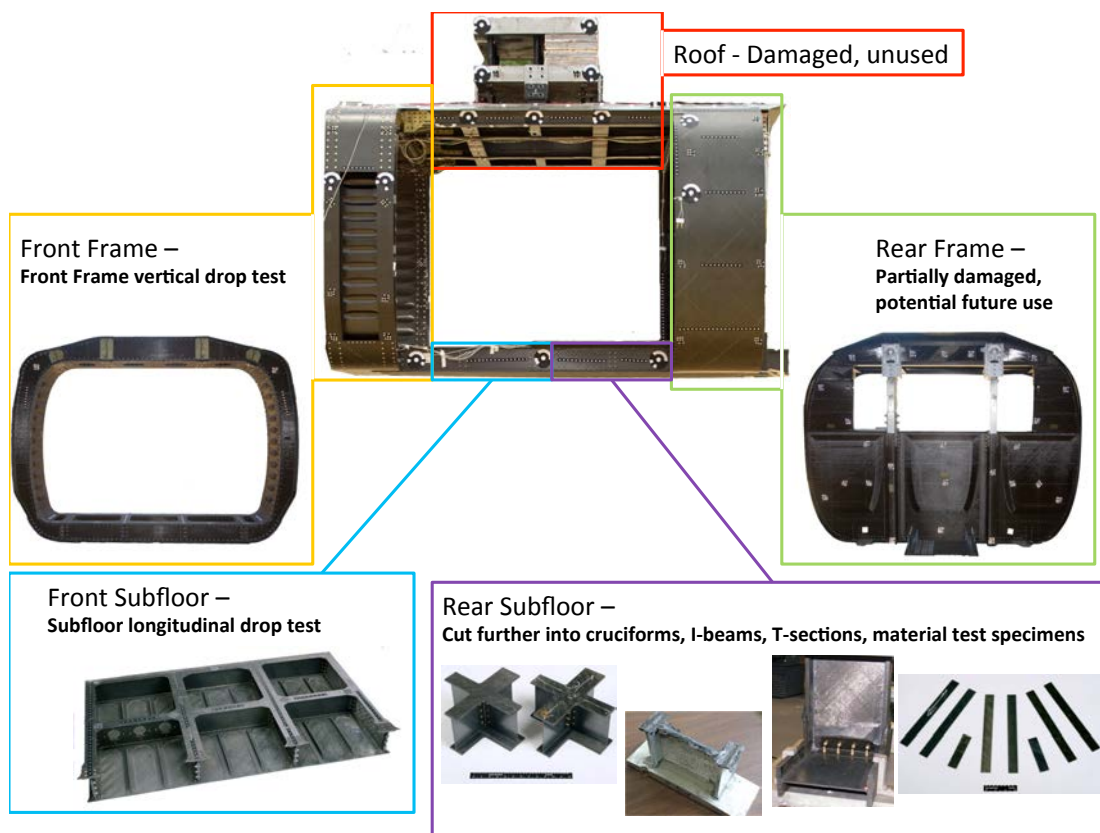 Roof - Damaged, unused
Front Frame –
Front Frame vertical drop test
Rear Frame –
Partially damaged,
potential future use
Front Subfloor –
Subfloor longitudinal drop test
Rear Subfloor –
Cut further into cruciforms, I-beams, T-sections, material test specimens